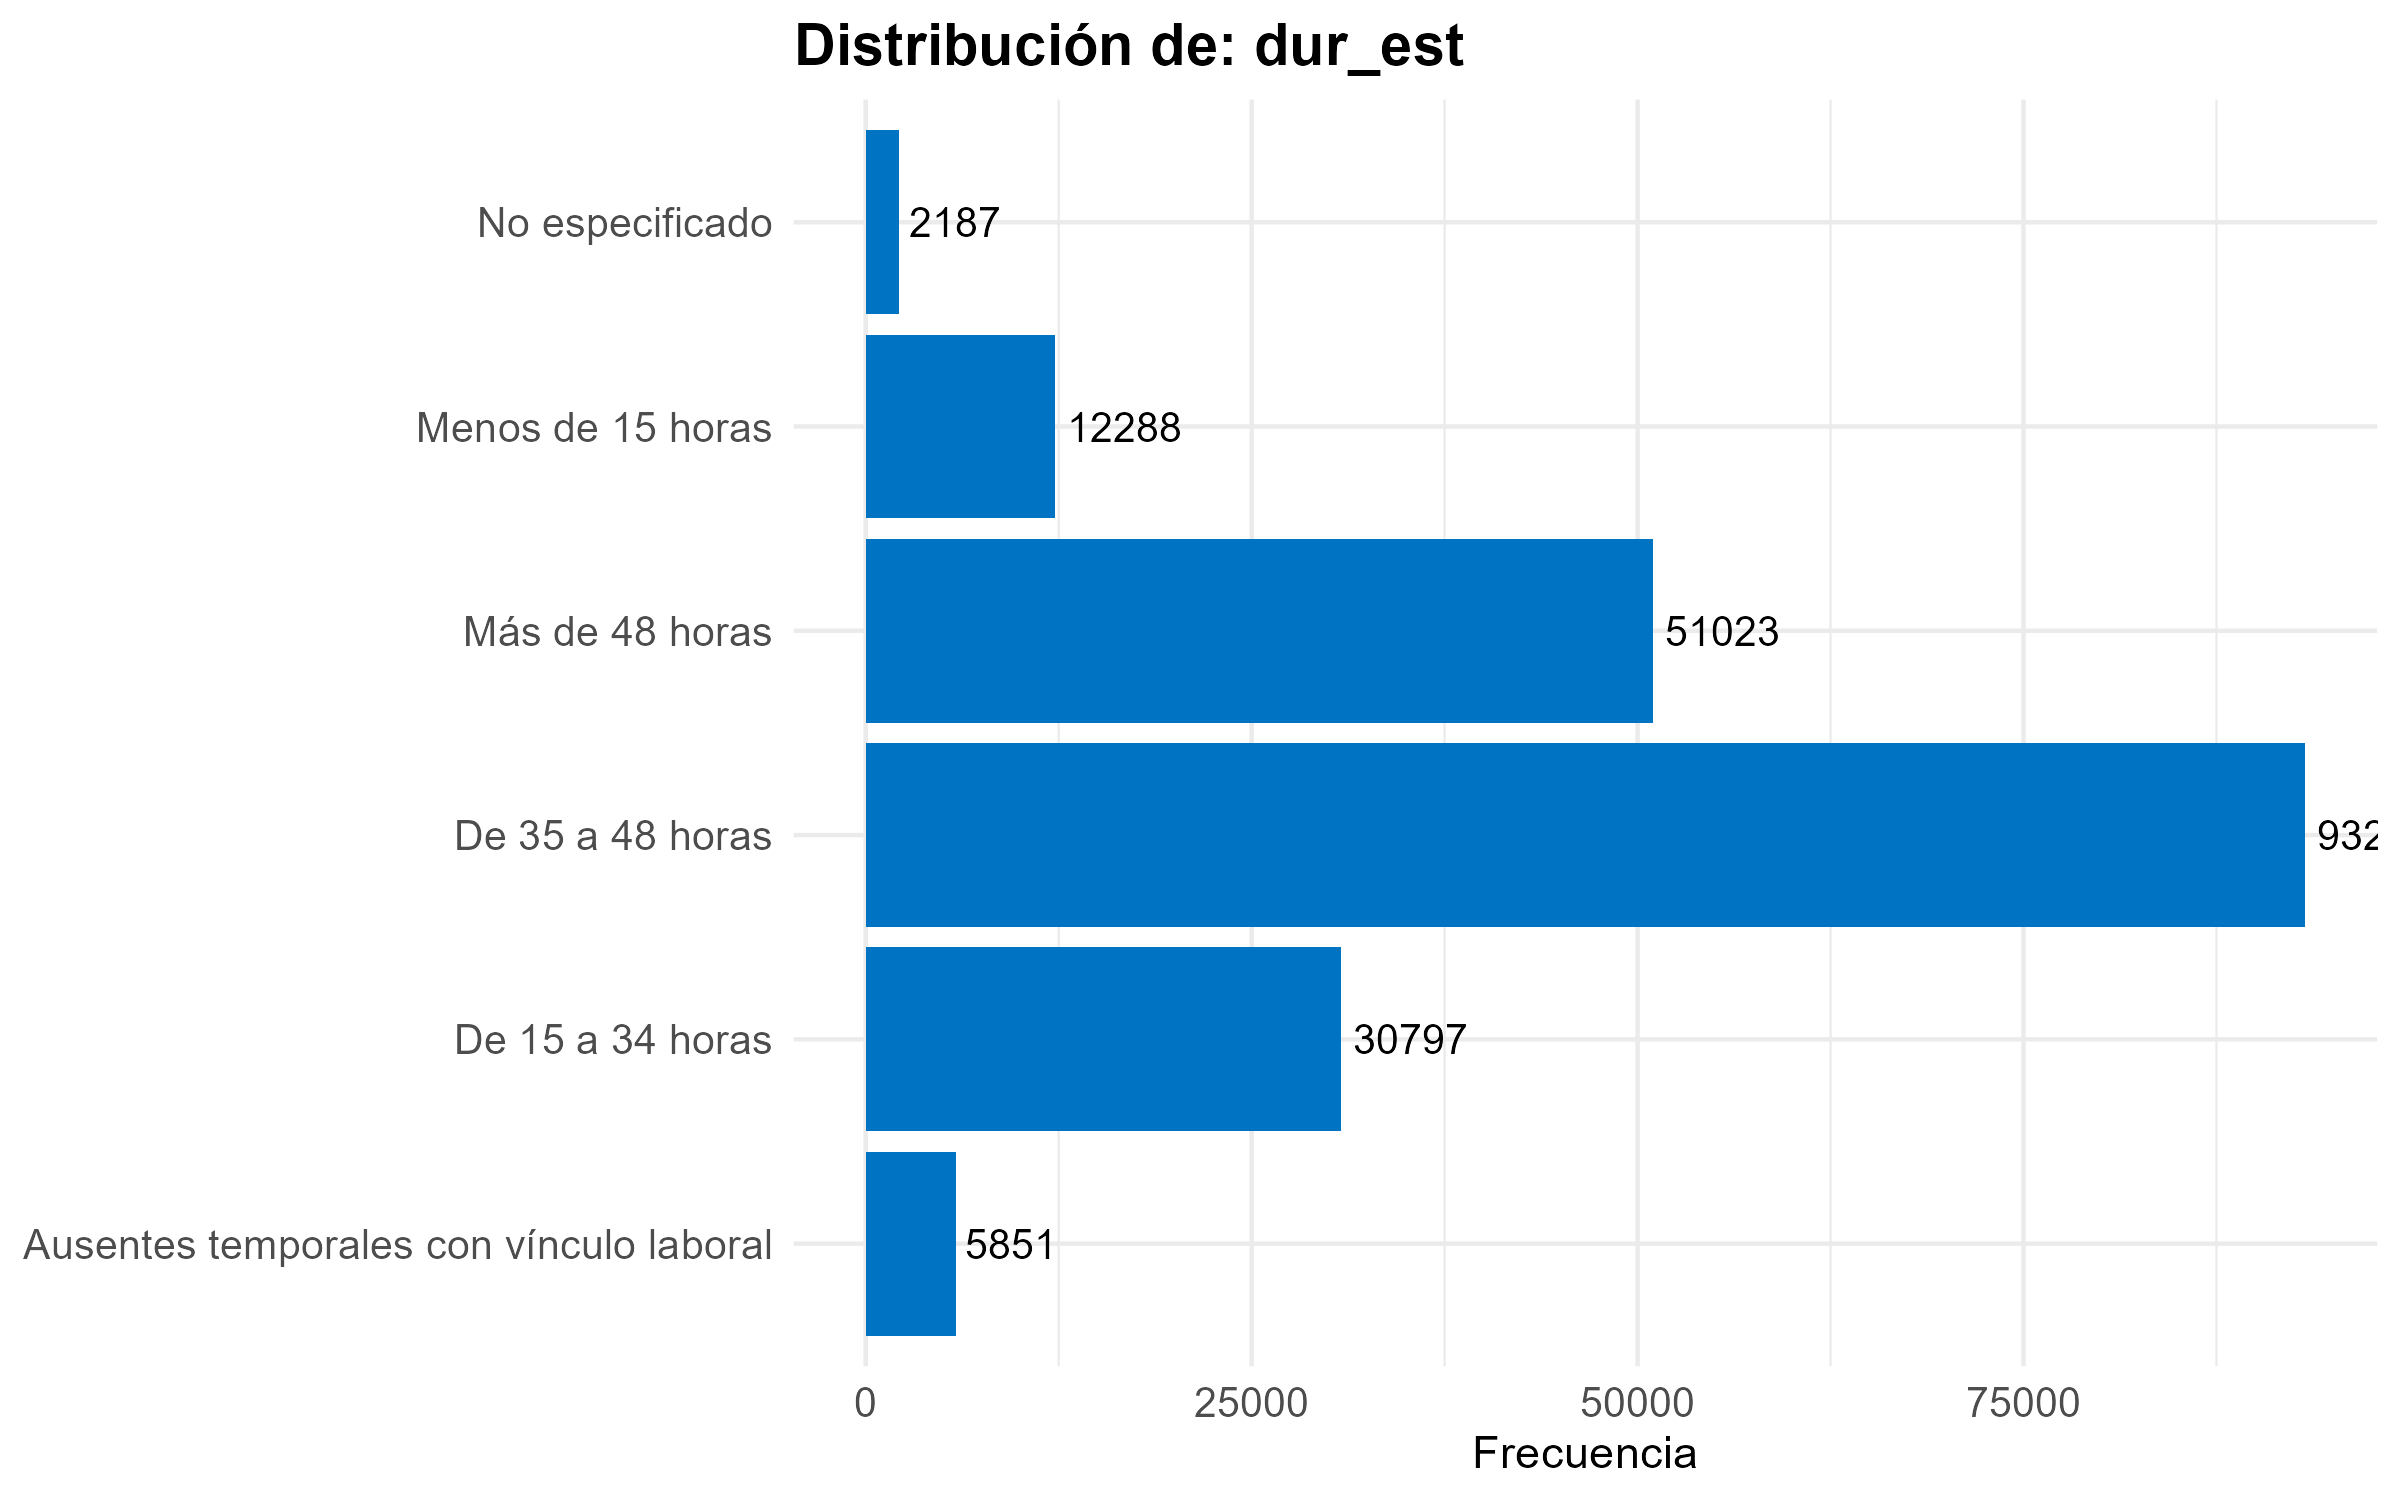 Distribución de: dur_est
No especificado
2187
Menos de 15 horas
12288
Más de 48 horas
51023
De 35 a 48 horas
932
De 15 a 34 horas
30797
Ausentes temporales con vínculo laboral
5851
0 25000 50000 75000
Frecuencia